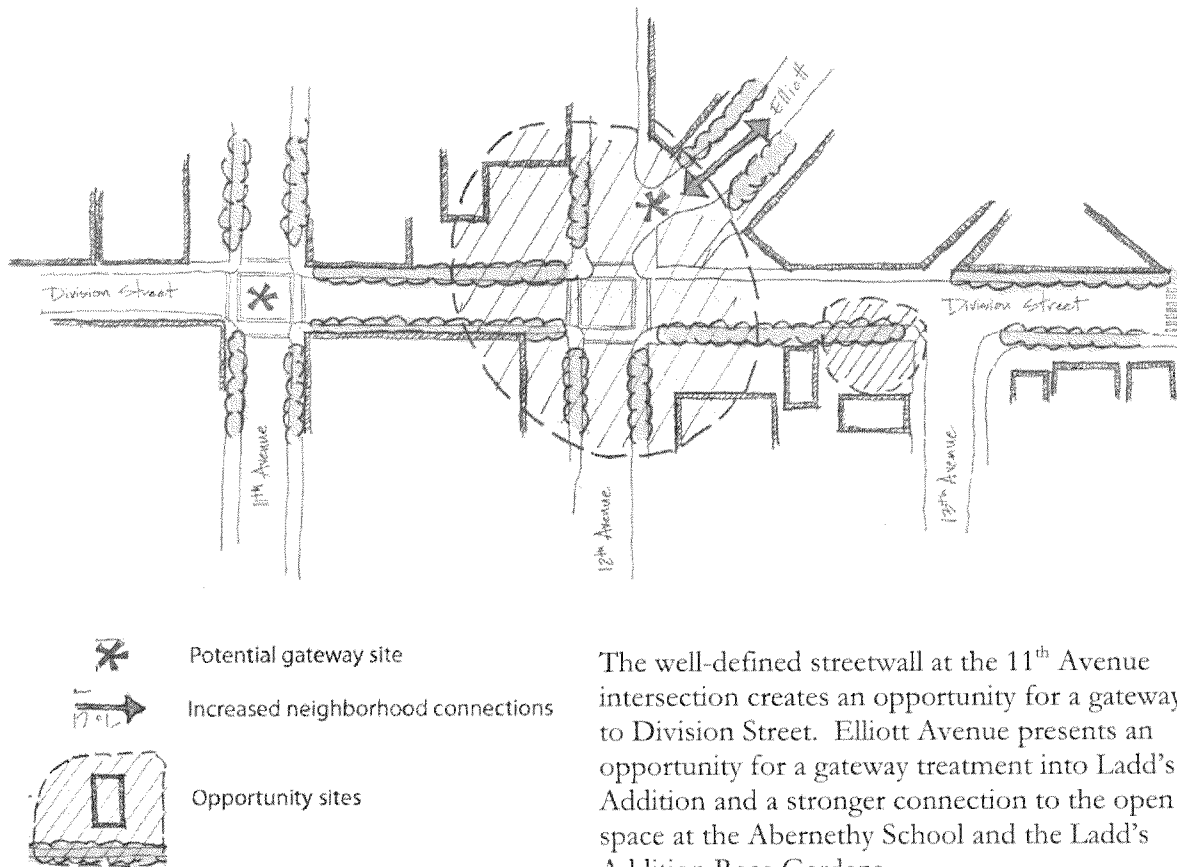 Elliott
Division Street
Division Street
11th Avenue
12th Avenue
13th Avenue
Potential gateway site
Increased neighborhood connections
Opportunity sites
The well-defined streetwall at the 11th Avenue
intersection creates an opportunity for a gateway
to Division Street. Elliott Avenue presents an
opportunity for a gateway treatment into Ladd's
Addition and a stronger connection to the open
space at the Abernethy School and the Ladd's